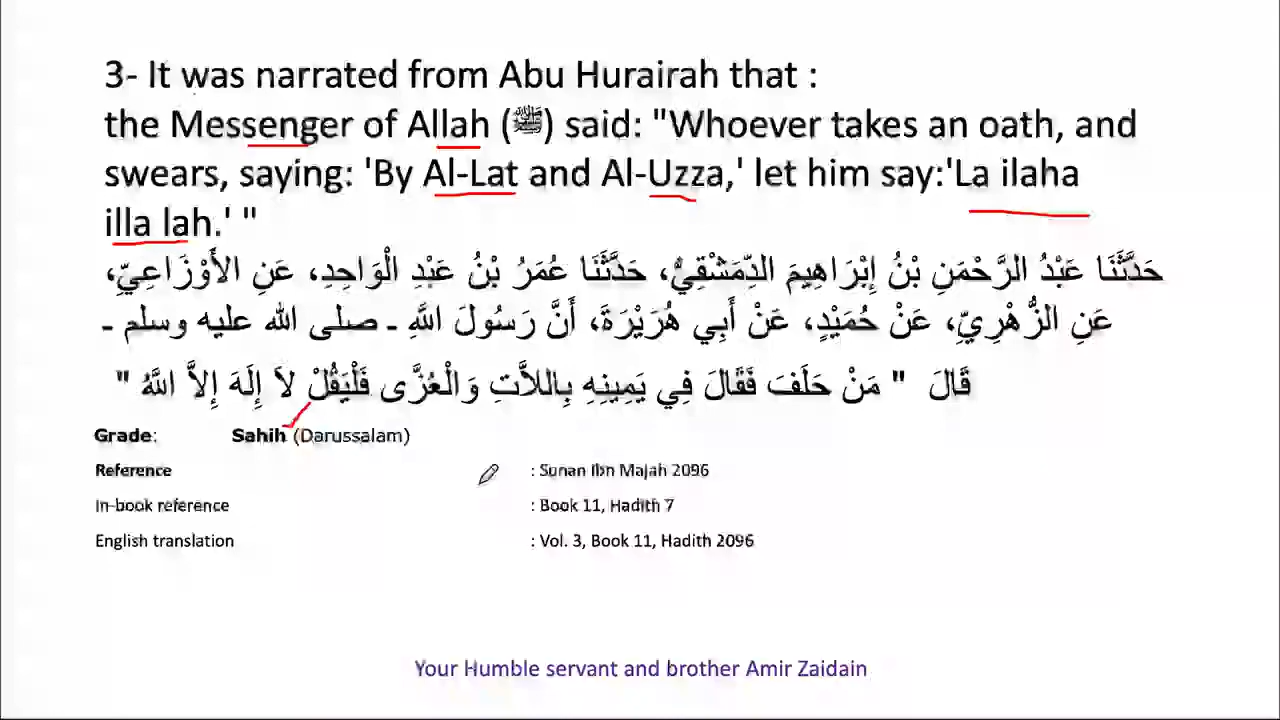 3- It was narrated from Abu Hurairah that :
the Messenger of Allah (ﷺ) said: "Whoever takes an oath, and
swears, saying: 'By Al-Lat and Al-Uzza,' let him say:'La ilaha
illa lah.' "
حَدَّثَنَا عَبْدُ الرَّحْمَنِ بْنُ إِبْرَاهِيمَ الدِّمَشْقِيُّ، حَدَّثَنَا عُمَرُ بْنُ عَبْدِ الْوَاحِدِ، عَنِ الأَوْزَاعِيِّ،
عَنِ الزُّهْرِيِّ، عَنْ حُمَيْدٍ، عَنْ أَبِي هُرَيْرَةَ، أَنَّ رَسُولَ اللَّهِ ـ صلى الله عليه وسلم ـ
قَالَ " مَنْ حَلَفَ فَقَالَ فِي يَمِينِهِ بِاللاَّتِ وَالْعُزَّى فَلْيَقُلْ لاَ إِلَهَ إِلاَّ اللَّهُ "
Grade: Sahih (Darussalam)
Reference : Sunan Ibn Majah 2096
In-book reference : Book 11, Hadith 7
English translation : Vol. 3, Book 11, Hadith 2096
Your Humble servant and brother Amir Zaidain